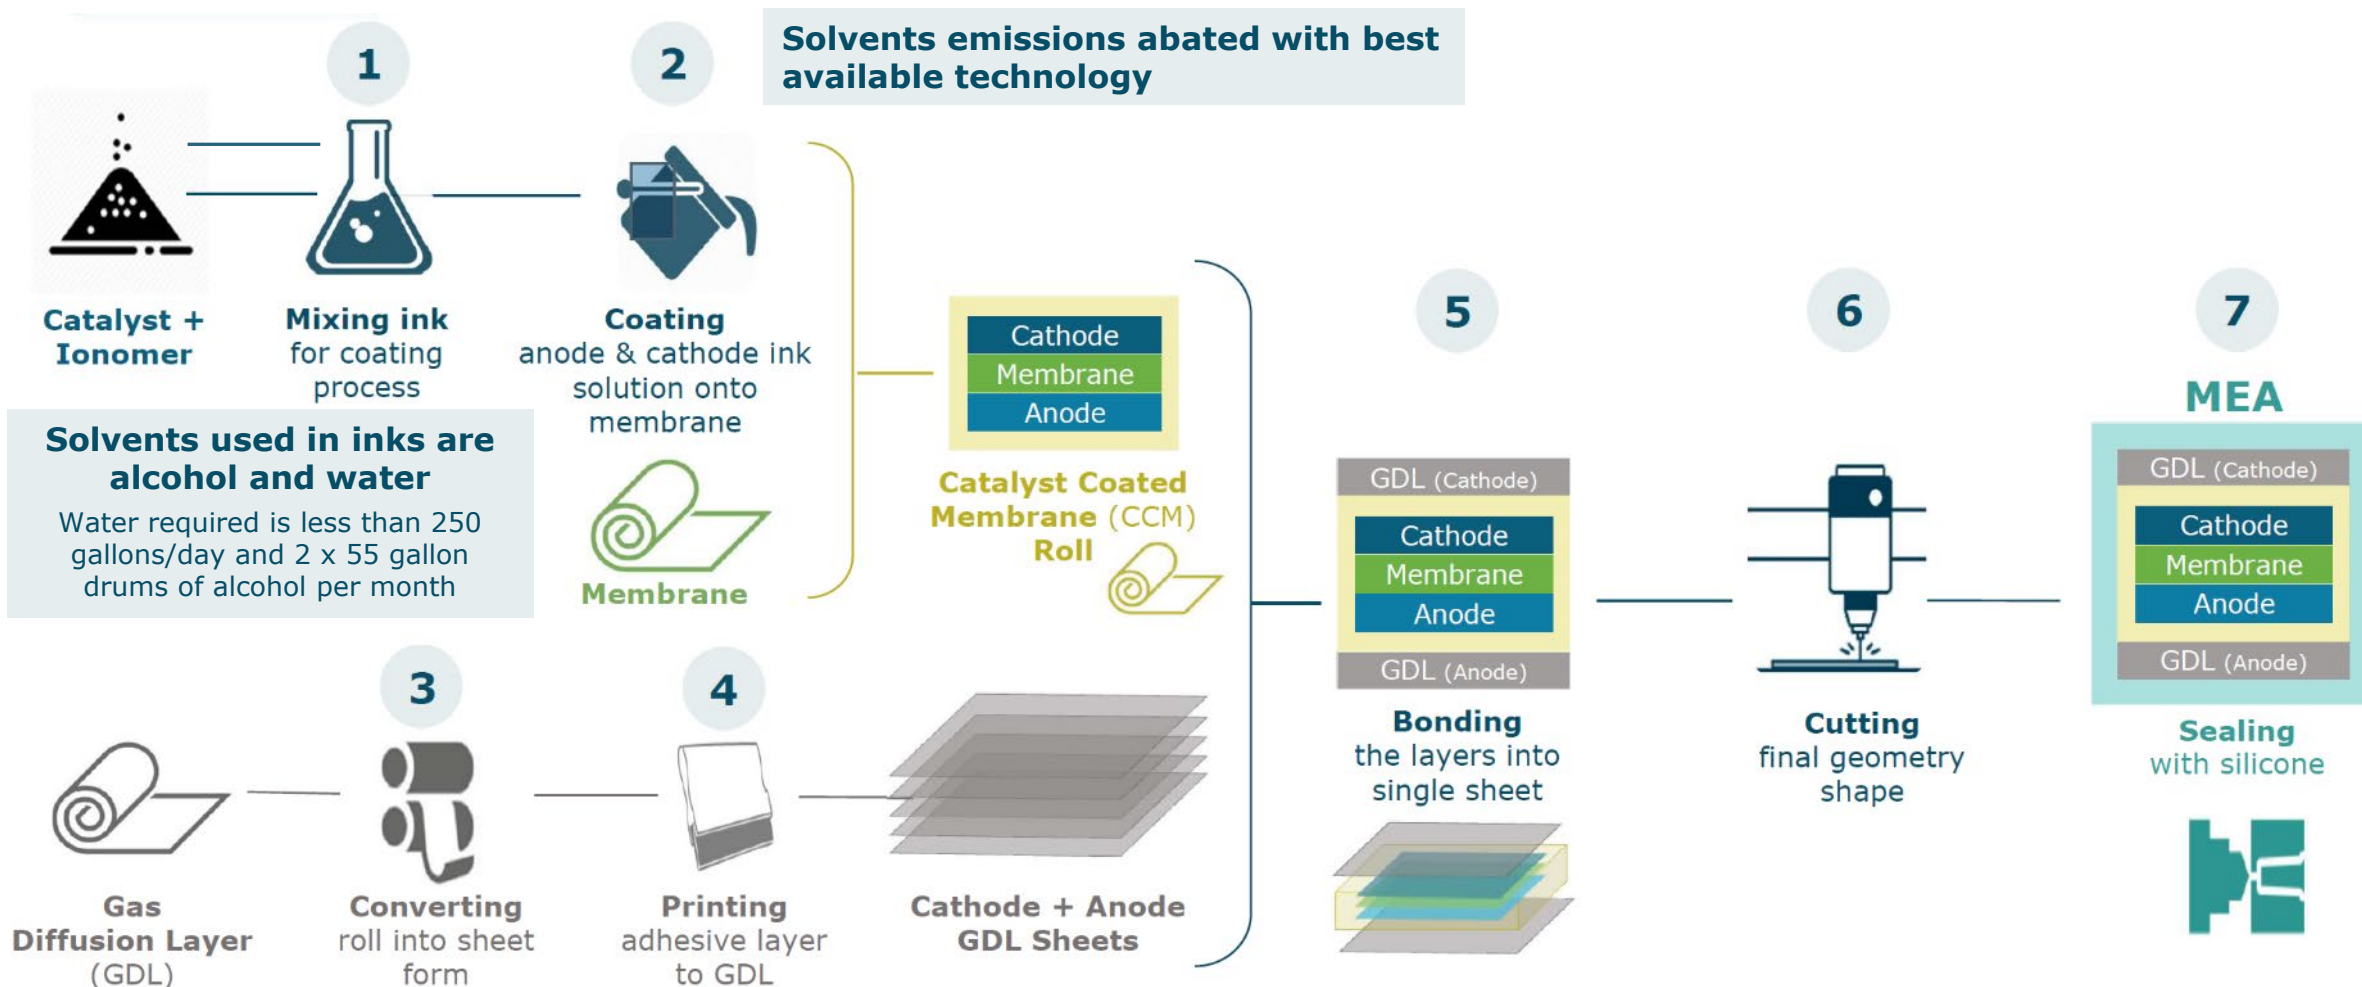 1
2
Solvents emissions abated with best
available technology
Catalyst +
Ionomer
Mixing ink
for coating
process
Coating
anode & cathode ink
solution onto
membrane
Solvents used in inks are
alcohol and water
Water required is less than 250
gallons/day and 2 x 55 gallon
drums of alcohol per month
Membrane
Cathode
Membrane
Anode
Catalyst Coated
Membrane (CCM)
Roll
3
4
Gas
Diffusion Layer
(GDL)
Converting
roll into sheet
form
Printing
adhesive layer
to GDL
Cathode + Anode
GDL Sheets
5
GDL (Cathode)
Cathode
Membrane
Anode
GDL (Anode)
Bonding
the layers into
single sheet
6
Cutting
final geometry
shape
7
MEA
GDL (Cathode)
Cathode
Membrane
Anode
GDL (Anode)
Sealing
with silicone